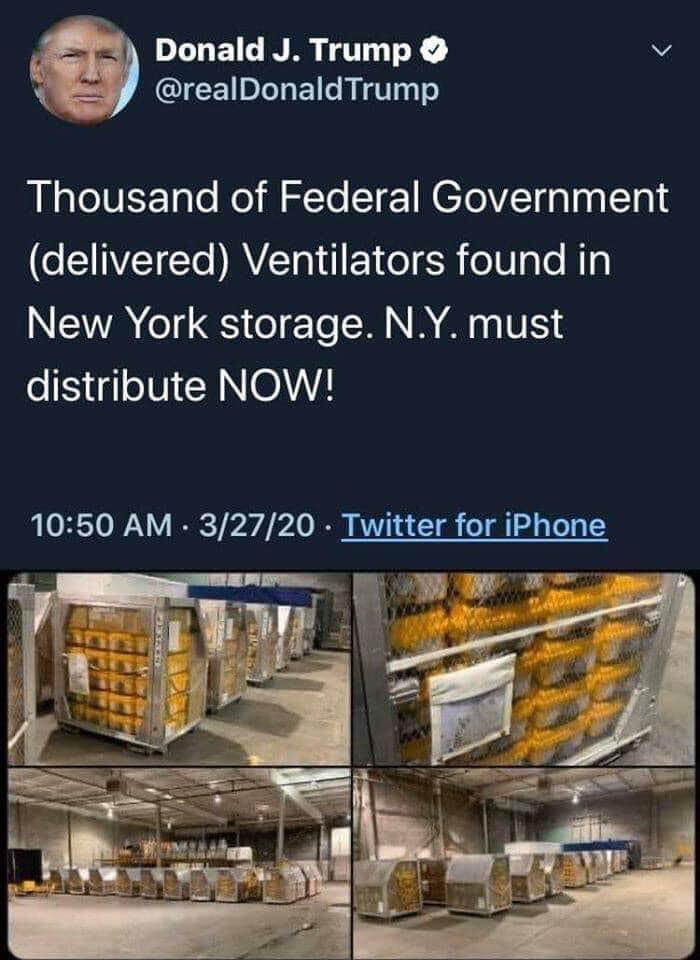 Donald J. Trump
@realDonaldTrump
Thousand of Federal Government
(delivered) Ventilators found in
New York storage. N.Y. must
distribute NOW!
10:50 AM · 3/27/20 · Twitter for iPhone